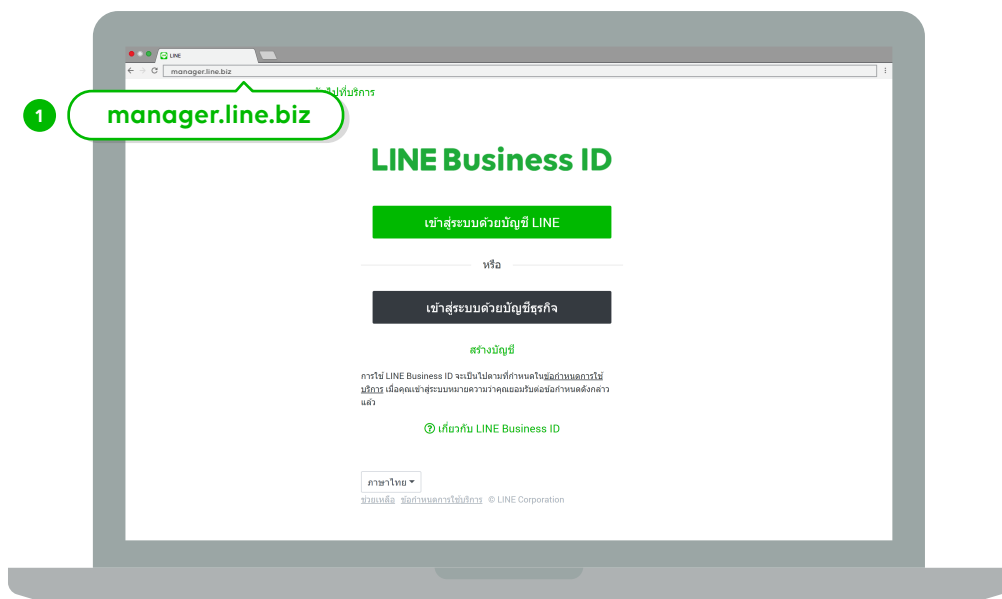 LINE
manager.line.biz
ไปที่บริการ
1
manager.line.biz
LINE Business ID
เข้าสู่ระบบด้วยบัญชี LINE
หรือ
เข้าสู่ระบบด้วยบัญชีธุรกิจ
สร้างบัญชี
การใช้ LINE Business ID จะเป็นไปตามที่กำหนดในข้อกำหนดการใช้
บริการ เมื่อคุณเข้าสู่ระบบหมายความว่าคุณยอมรับต่อข้อกำหนดดังกล่าว
แล้ว
เกี่ยวกับ LINE Business ID
ภาษาไทย
ช่วยเหลือ ข้อกำหนดการใช้บริการ © LINE Corporation